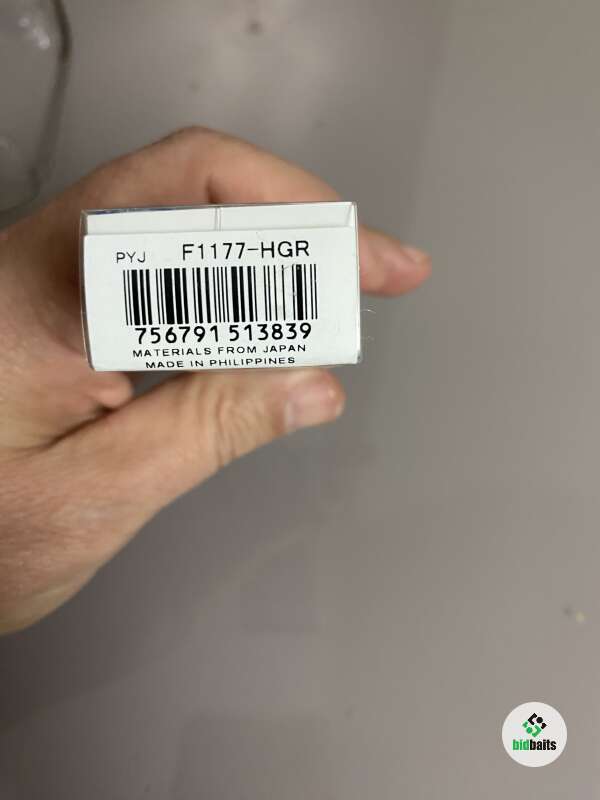 PYJ F1177-HGR
756791 513839
MATERIALS FROM JAPAN
MADE IN PHILIPPINES
bidbaits